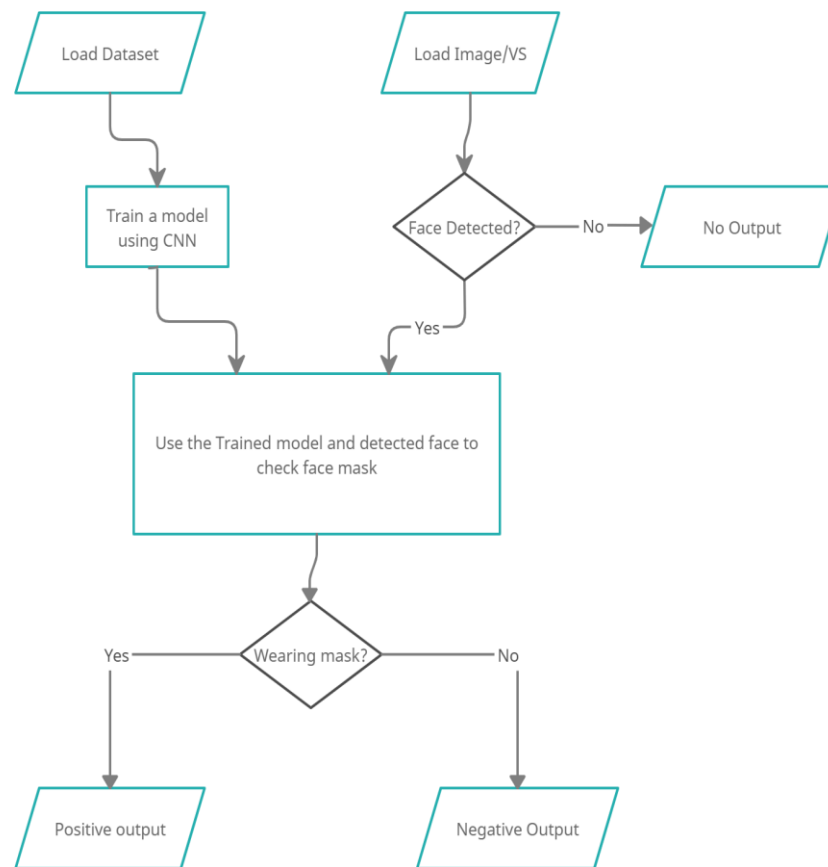 Load Dataset
Load Image/VS
Train a model
using CNN
Face Detected?
No
No Output
Yes
Use the Trained model and detected face to
check face mask
Wearing mask?
Yes
No
Positive output
Negative Output